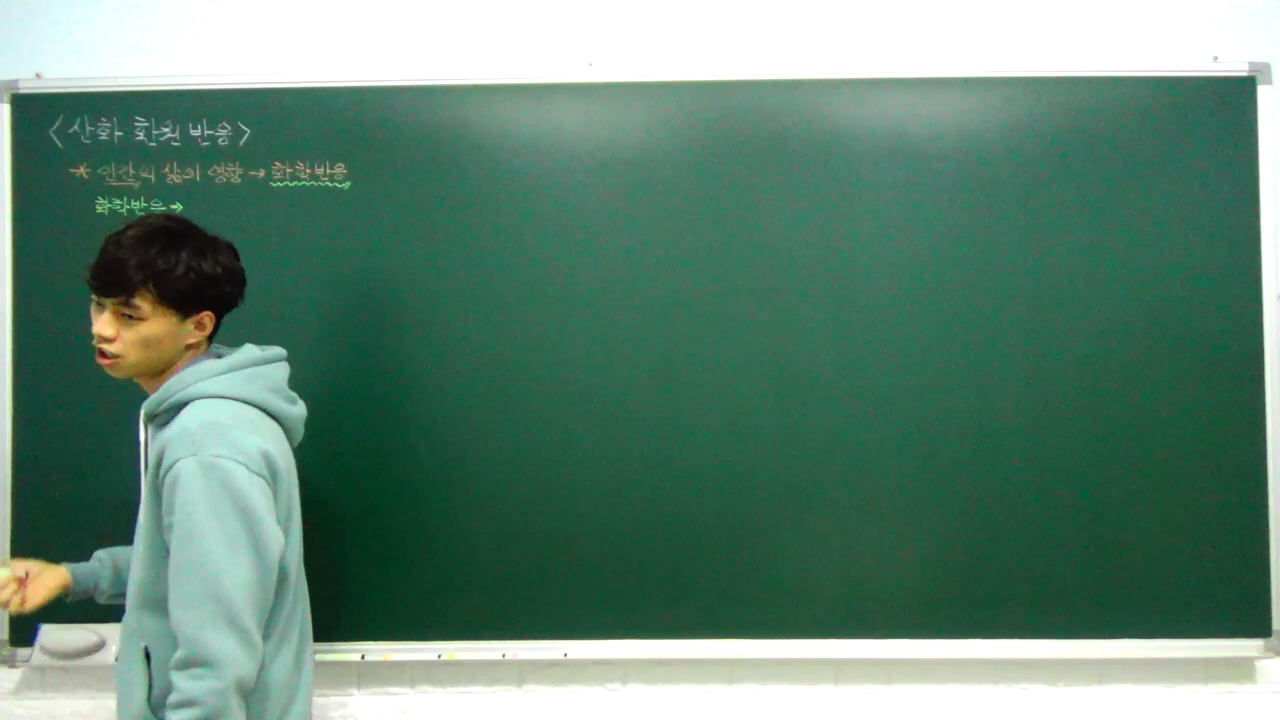 <산화 환원 반응>
* 인간의 삶의 영향 → 화학반응
화학반응 →